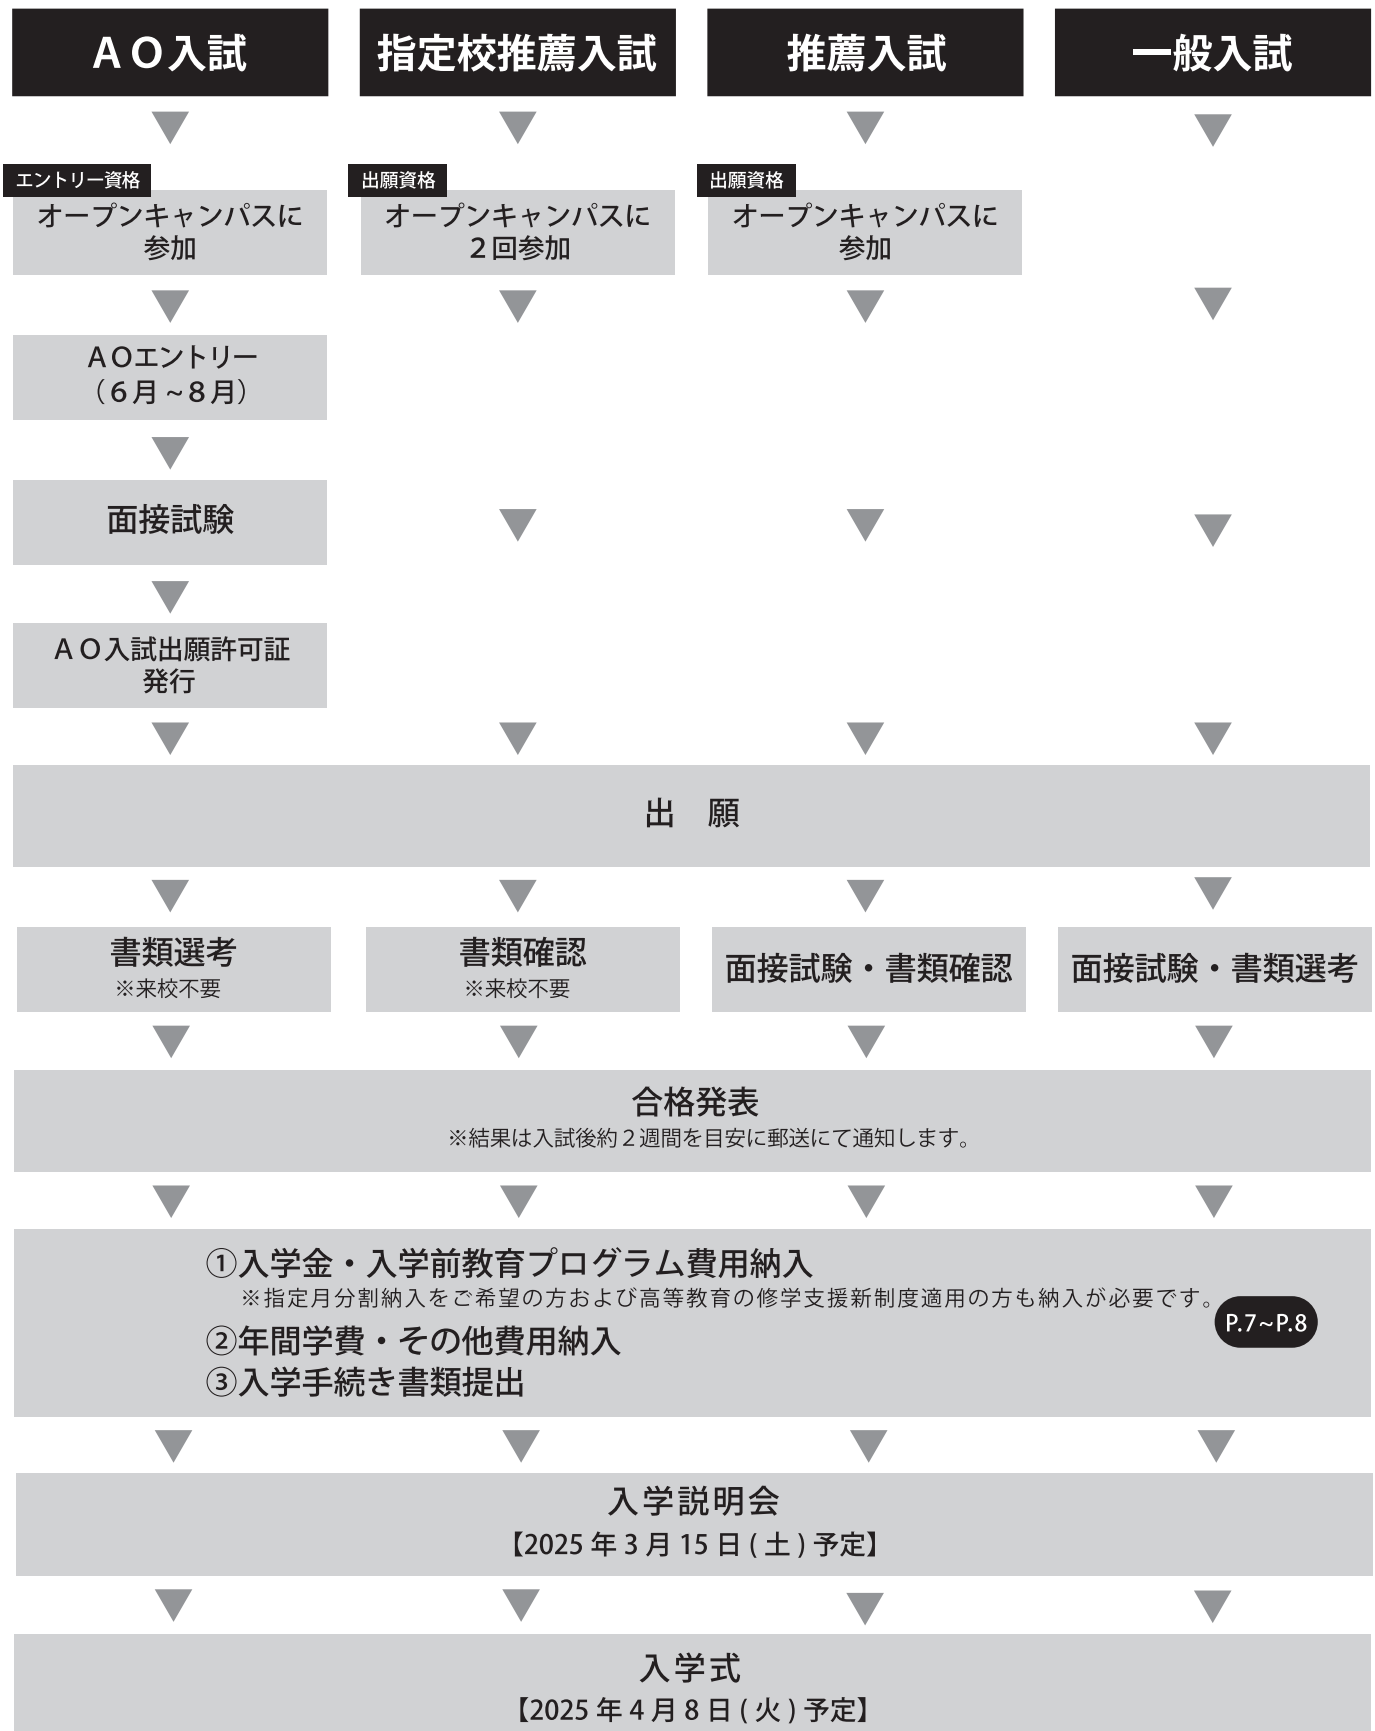 ＡＯ入試
指定校推薦入試
推薦入試
一般入試
エントリー資格
オープンキャンパスに
参加
出願資格
オープンキャンパスに
２回参加
出願資格
オープンキャンパスに
参加
ＡＯエントリー
（６月～８月）
面接試験
ＡＯ入試出願許可証
発行
出　願
書類選考
※来校不要
書類確認
※来校不要
面接試験・書類確認
面接試験・書類選考
合格発表
※結果は入試後約２週間を目安に郵送にて通知します。
①入学金・入学前教育プログラム費用納入
※指定月分割納入をご希望の方および高等教育の修学支援新制度適用の方も納入が必要です。
P.7~P.8
②年間学費・その他費用納入
③入学手続き書類提出
入学説明会
【2025 年 3 月 15 日 ( 土 ) 予定】
入学式
【2025 年 4 月 8 日 ( 火 ) 予定】